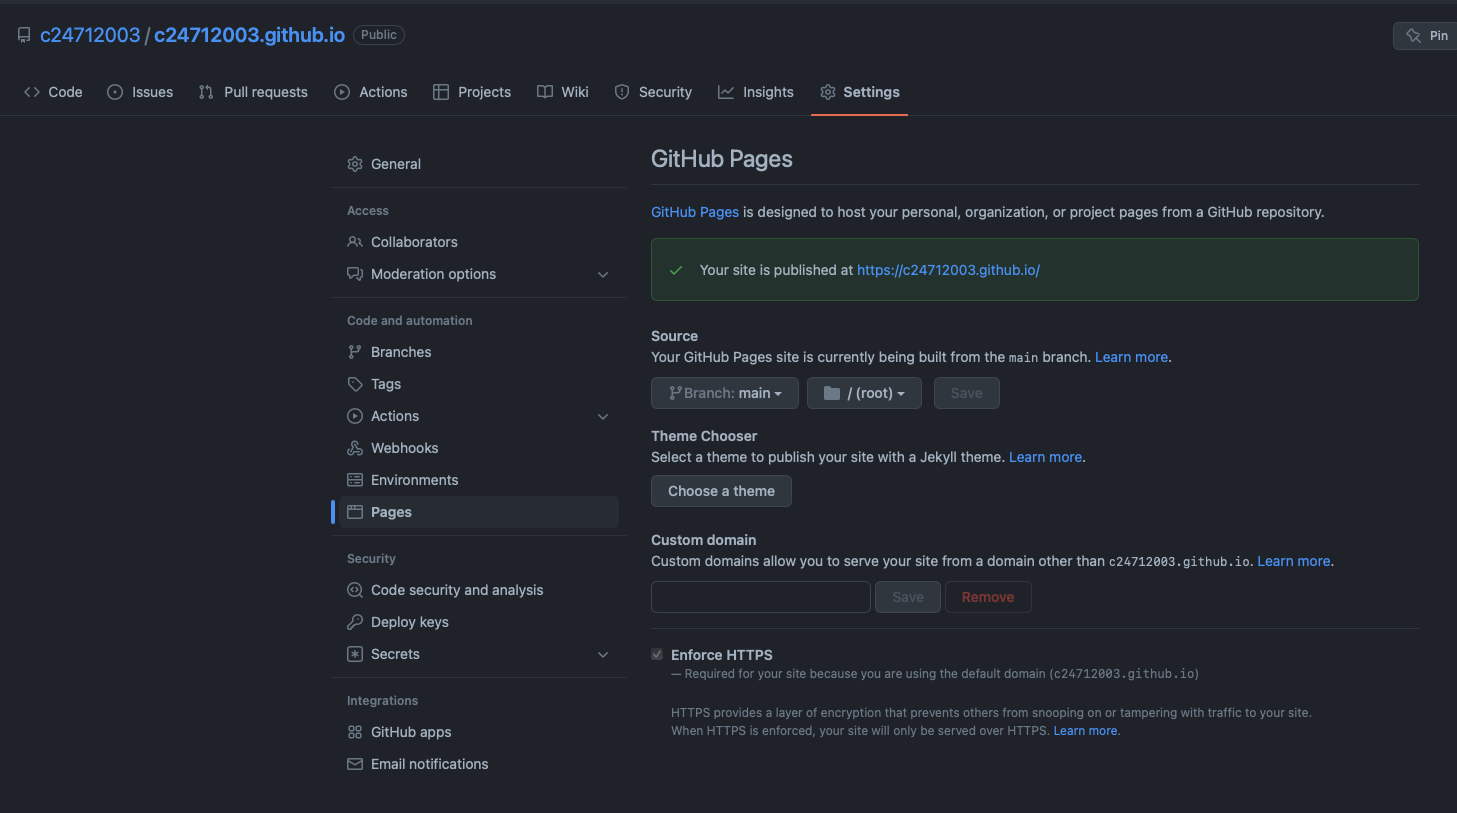 c24712003 / c24712003.github.io Public
Pin
Code Issues Pull requests Actions Projects Wiki Security Insights Settings
General
Access
Collaborators
Moderation options
Code and automation
Branches
Tags
Actions
Webhooks
Environments
Pages
Security
Code security and analysis
Deploy keys
Secrets
Integrations
GitHub apps
Email notifications
GitHub Pages
GitHub Pages is designed to host your personal, organization, or project pages from a GitHub repository.
Your site is published at https://c24712003.github.io/
Source
Your GitHub Pages site is currently being built from the main branch. Learn more.
Branch: main / (root) Save
Theme Chooser
Select a theme to publish your site with a Jekyll theme. Learn more.
Choose a theme
Custom domain
Custom domains allow you to serve your site from a domain other than c24712003.github.io. Learn more.
Save Remove
Enforce HTTPS
— Required for your site because you are using the default domain (c24712003.github.io)
HTTPS provides a layer of encryption that prevents others from snooping on or tampering with traffic to your site.
When HTTPS is enforced, your site will only be served over HTTPS. Learn more.